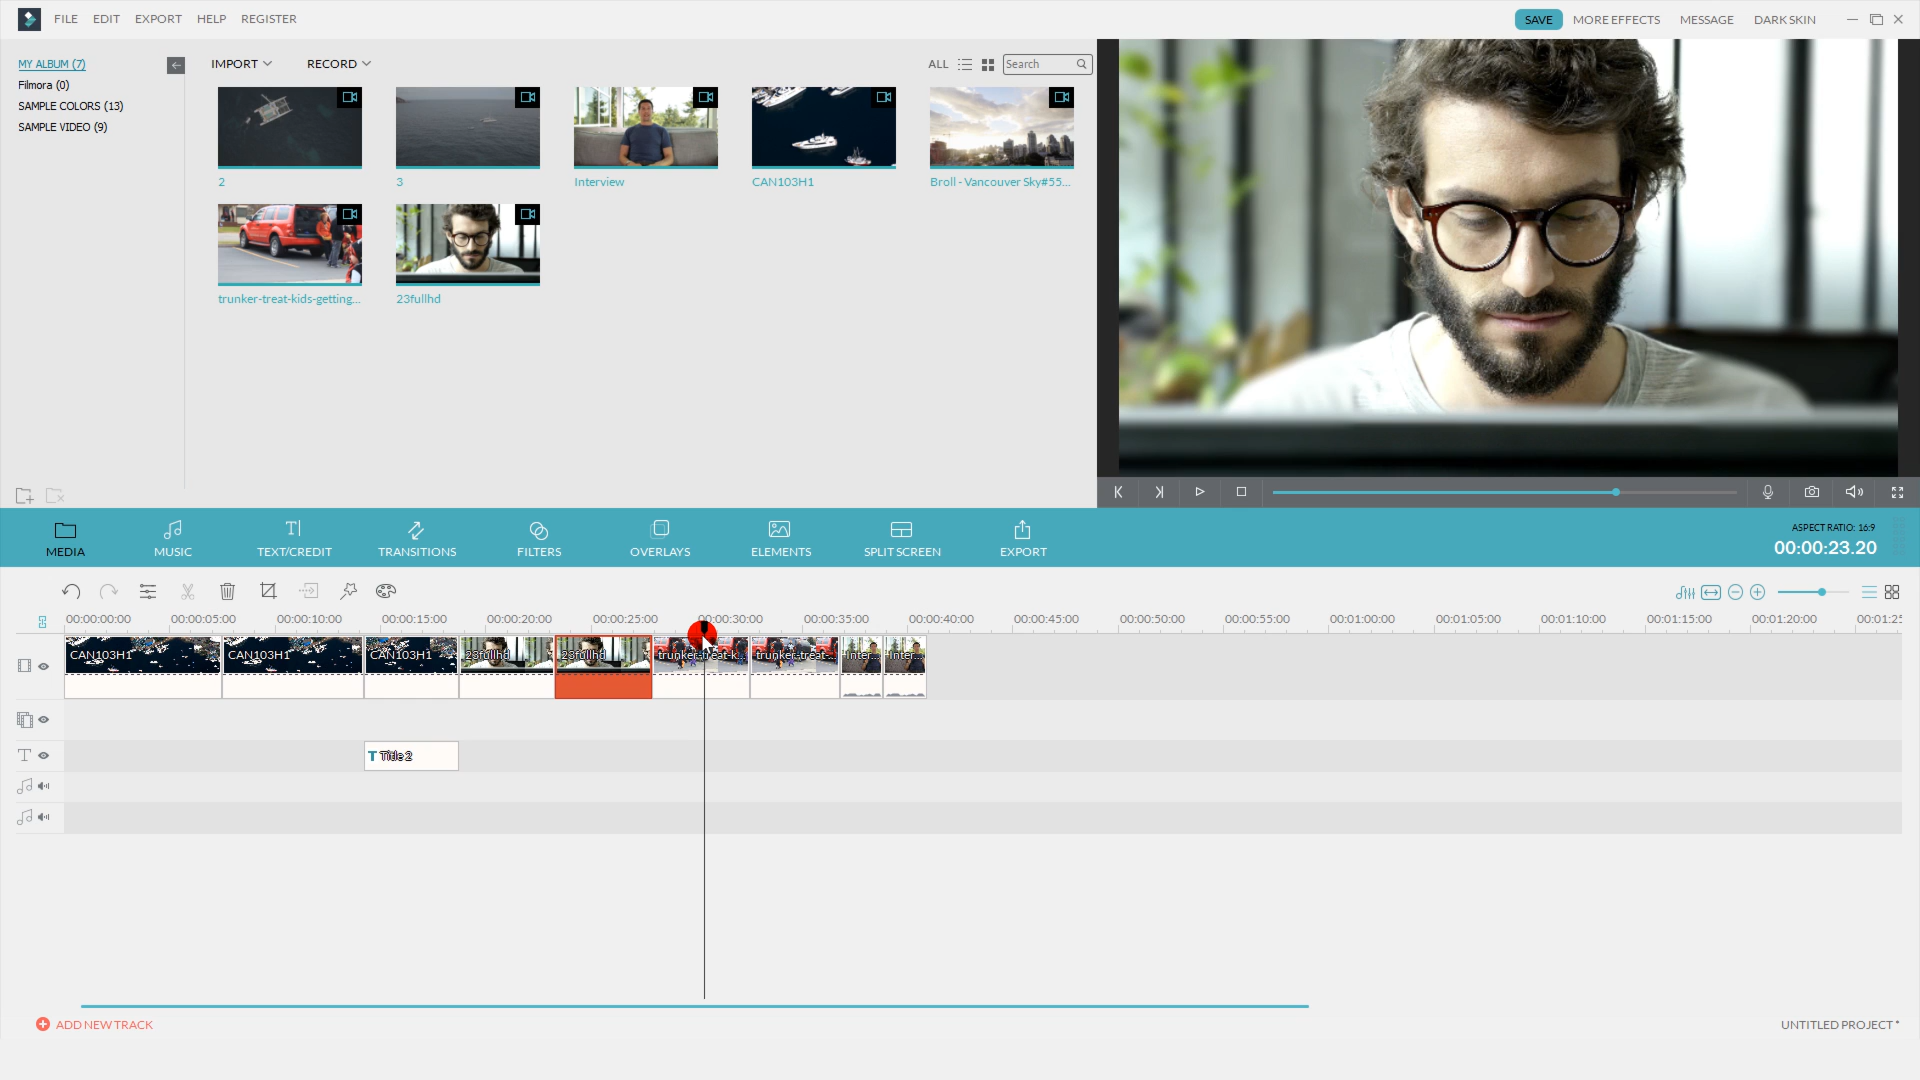 FILE EDIT EXPORT HELP REGISTER
SAVE MORE EFFECTS MESSAGE DARK SKIN
MY ALBUM (7)
Filmora (0)
SAMPLE COLORS (13)
SAMPLE VIDEO (9)
IMPORT RECORD
ALL Search
2 3 Interview CAN103H1 Broll - Vancouver Sky#55...
trunker-treat-kids-getting... 23fullhd
MEDIA MUSIC TEXT/CREDIT TRANSITIONS FILTERS OVERLAYS ELEMENTS SPLIT SCREEN EXPORT
ASPECT RATIO: 16:9
00:00:23.20
00:00:00:00 00:00:05:00 00:00:10:00 00:00:15:00 00:00:20:00 00:00:25:00 00:00:30:00 00:00:35:00 00:00:40:00 00:00:45:00 00:00:50:00 00:00:55:00 00:01:00:00 00:01:05:00 00:01:10:00 00:01:15:00 00:01:20:00 00:01:25
CAN103H1 CAN103H1 CAN103H1 23fullhd 23fullhd trunker-treat-k... trunker-treat-... Inter... Inter...
T Title 2
ADD NEW TRACK
UNTITLED PROJECT *